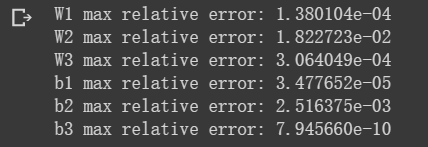 W1 max relative error: 1.380104e-04
W2 max relative error: 1.822723e-02
W3 max relative error: 3.064049e-04
b1 max relative error: 3.477652e-05
b2 max relative error: 2.516375e-03
b3 max relative error: 7.945660e-10